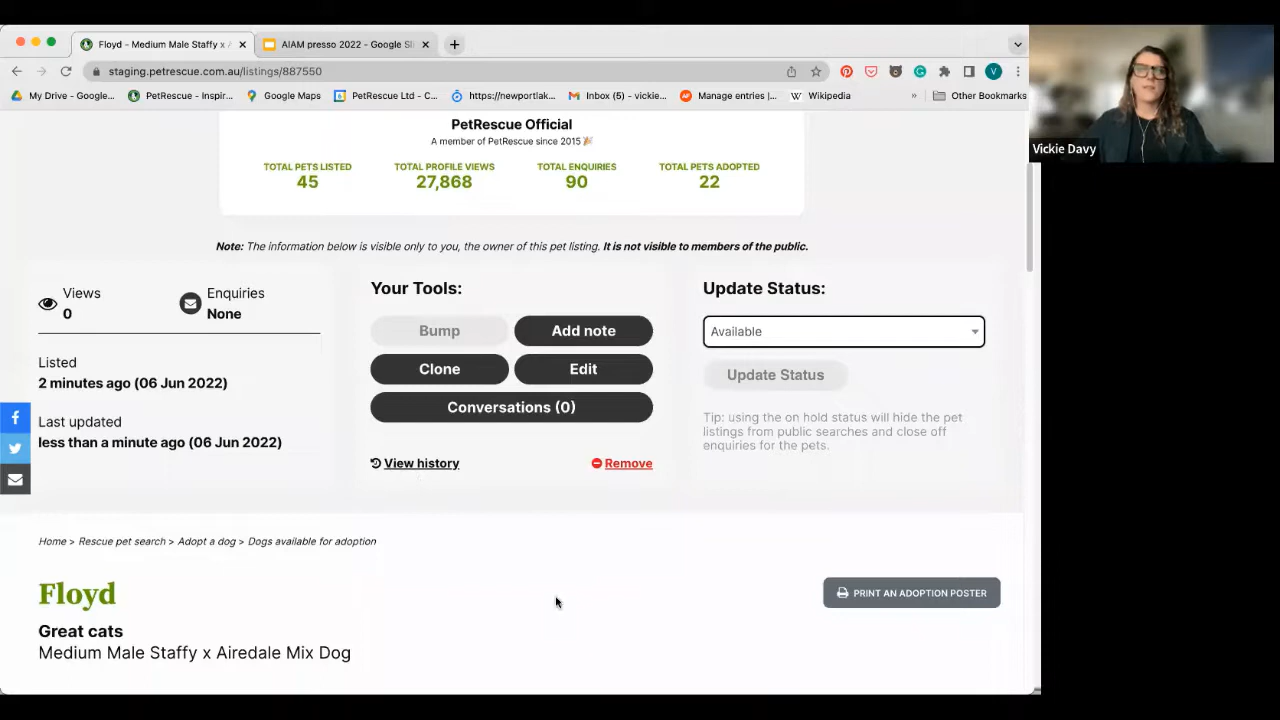 Floyd - Medium Male Staffy x
AIAM presso 2022 - Google Sl
staging.petrescue.com.au/listings/887550
V
My Drive - Google...
PetRescue - Inspir...
Google Maps
PetRescue Ltd - C...
https://newportlak...
Inbox (5) - vickie...
Manage entries |...
Wikipedia
»
Other Bookmarks
Vickie Davy
PetRescue Official
A member of PetRescue since 2015 🎉
TOTAL PETS LISTED
45
TOTAL PROFILE VIEWS
27,868
TOTAL ENQUIRIES
90
TOTAL PETS ADOPTED
22
Note: The information below is visible only to you, the owner of this pet listing. It is not visible to members of the public.
Views
0
Enquiries
None
Listed
2 minutes ago (06 Jun 2022)
Last updated
less than a minute ago (06 Jun 2022)
Your Tools:
Bump
Add note
Clone
Edit
Conversations (0)
View history
Remove
Update Status:
Available
Update Status
Tip: using the on hold status will hide the pet
listings from public searches and close off
enquiries for the pets.
Home > Rescue pet search > Adopt a dog > Dogs available for adoption
Floyd
PRINT AN ADOPTION POSTER
Great cats
Medium Male Staffy x Airedale Mix Dog